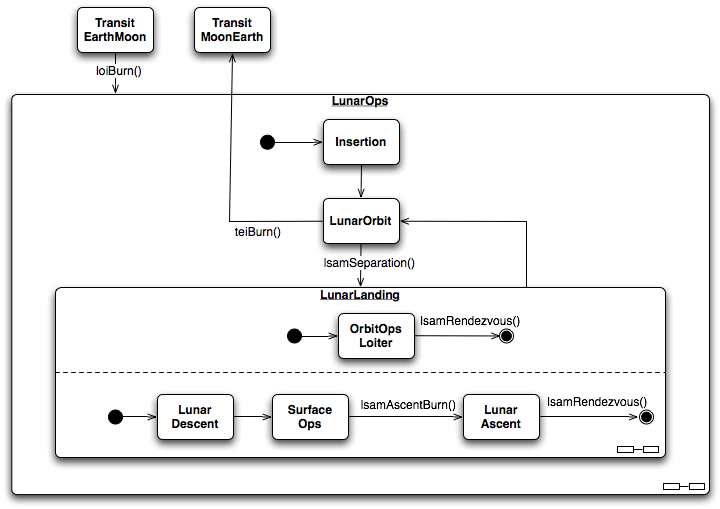 Transit
EarthMoon
Transit
MoonEarth
loiBurn()
LunarOps
Insertion
LunarOrbit
teiBurn()
lsamSeparation()
LunarLanding
OrbitOps
Loiter
lsamRendezvous()
Lunar
Descent
Surface
Ops
lsamAscentBurn()
Lunar
Ascent
lsamRendezvous()